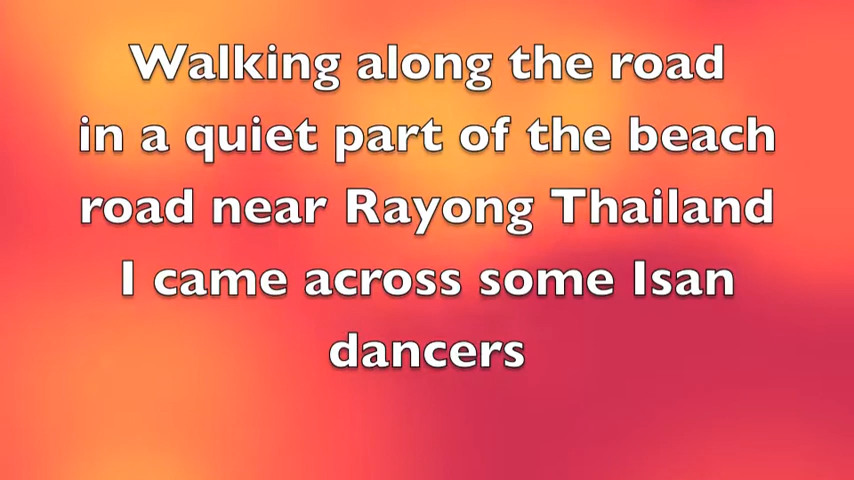 Walking along the road
in a quiet part of the beach
road near Rayong Thailand
I came across some Isan
dancers